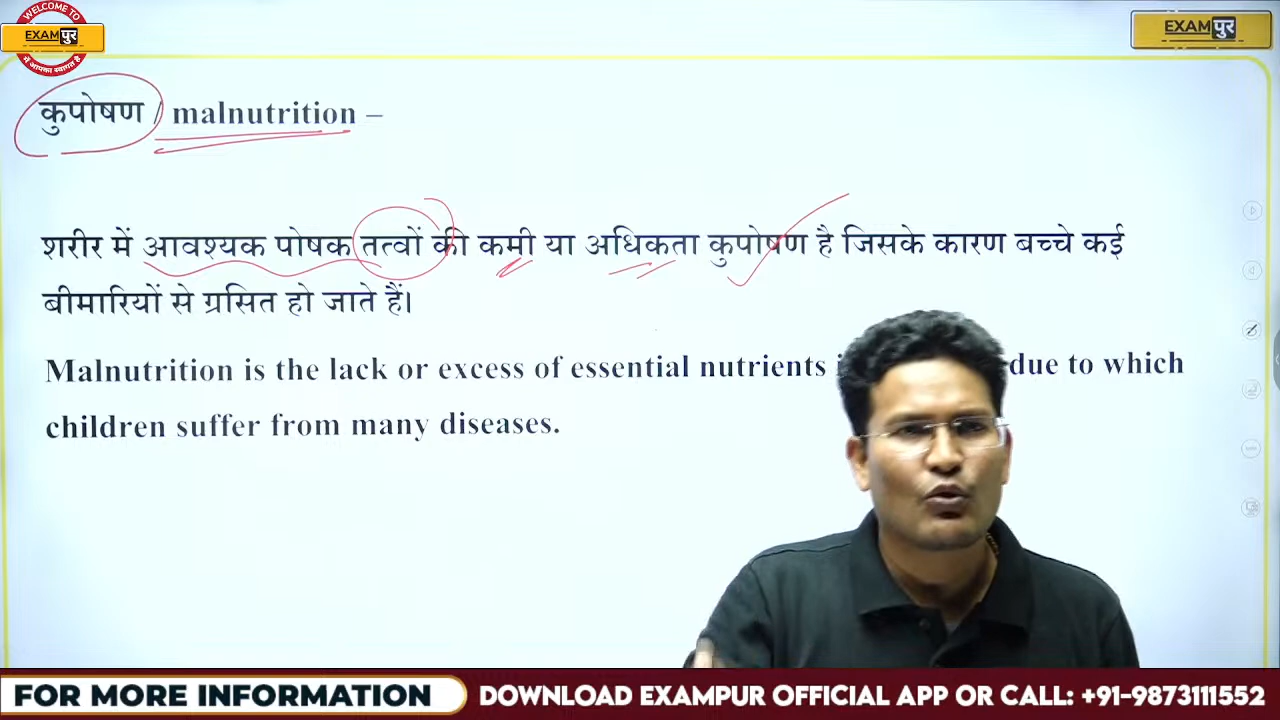 WELCOME TO
EXAMपुर
में आपका स्वागत है
EXAMपुर
कुपोषण / malnutrition –
शरीर में आवश्यक पोषक तत्वों की कमी या अधिकता कुपोषण है जिसके कारण बच्चे कई
बीमारियों से ग्रसित हो जाते हैं।
Malnutrition is the lack or excess of essential nutrients due to which
children suffer from many diseases.
FOR MORE INFORMATION DOWNLOAD EXAMPUR OFFICIAL APP OR CALL: +91-9873111552